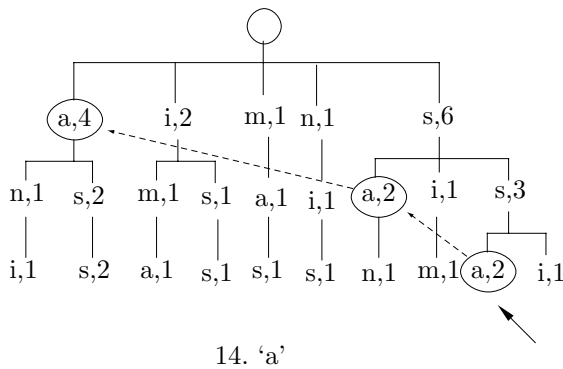 a,4 i,2 m,1 n,1 s,6
n,1 s,2 m,1 s,1 a,1 i,1 a,2 i,1 s,3
i,1 s,2 a,1 s,1 s,1 s,1 n,1 m,1 a,2 i,1
14. ‘a’